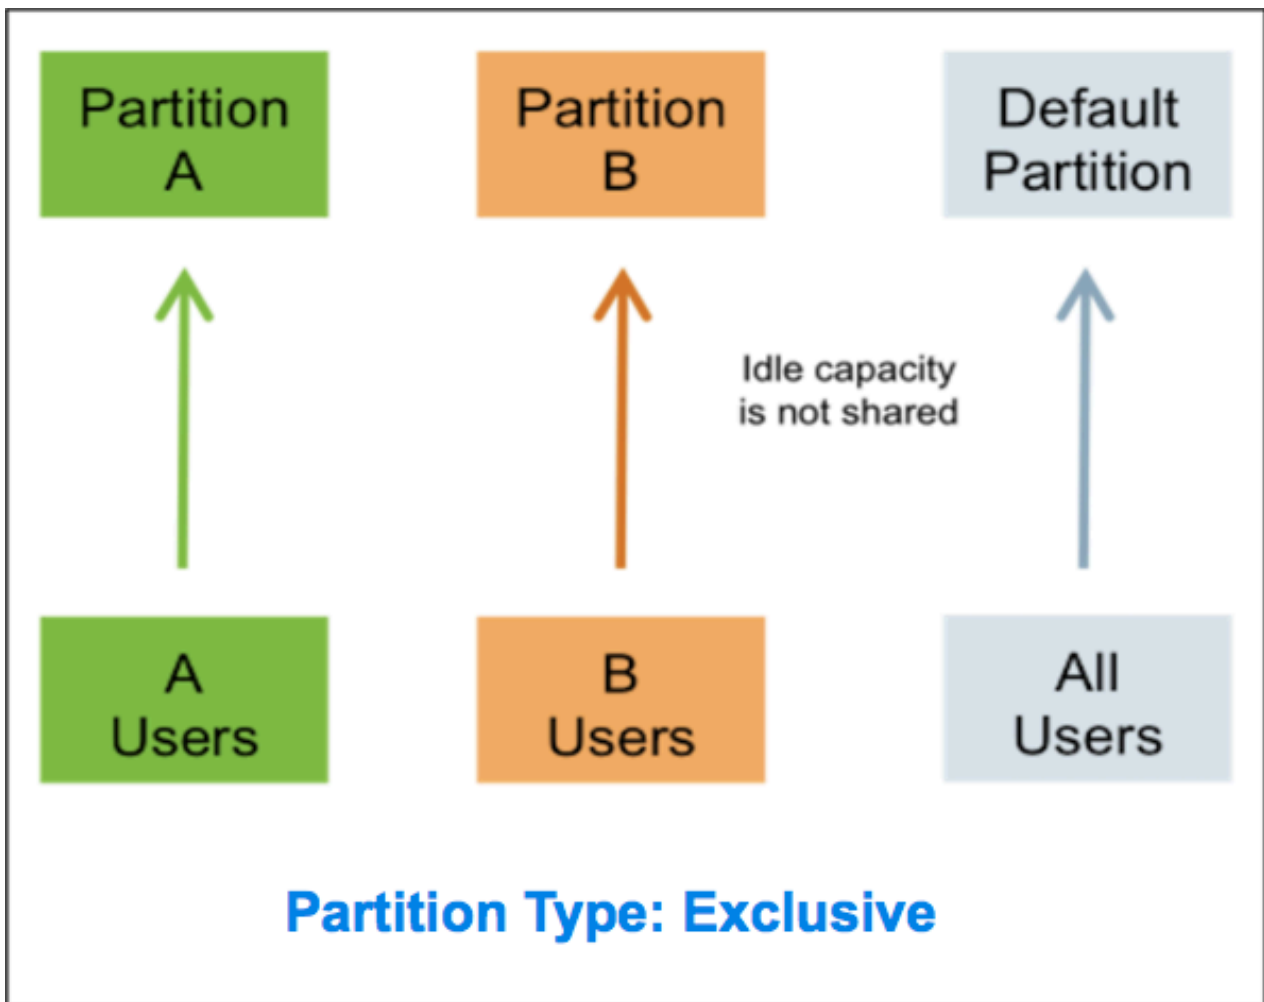 Partition
A
Partition
B
Default
Partition
Idle capacity
is not shared
A
Users
B
Users
All
Users
Partition Type: Exclusive